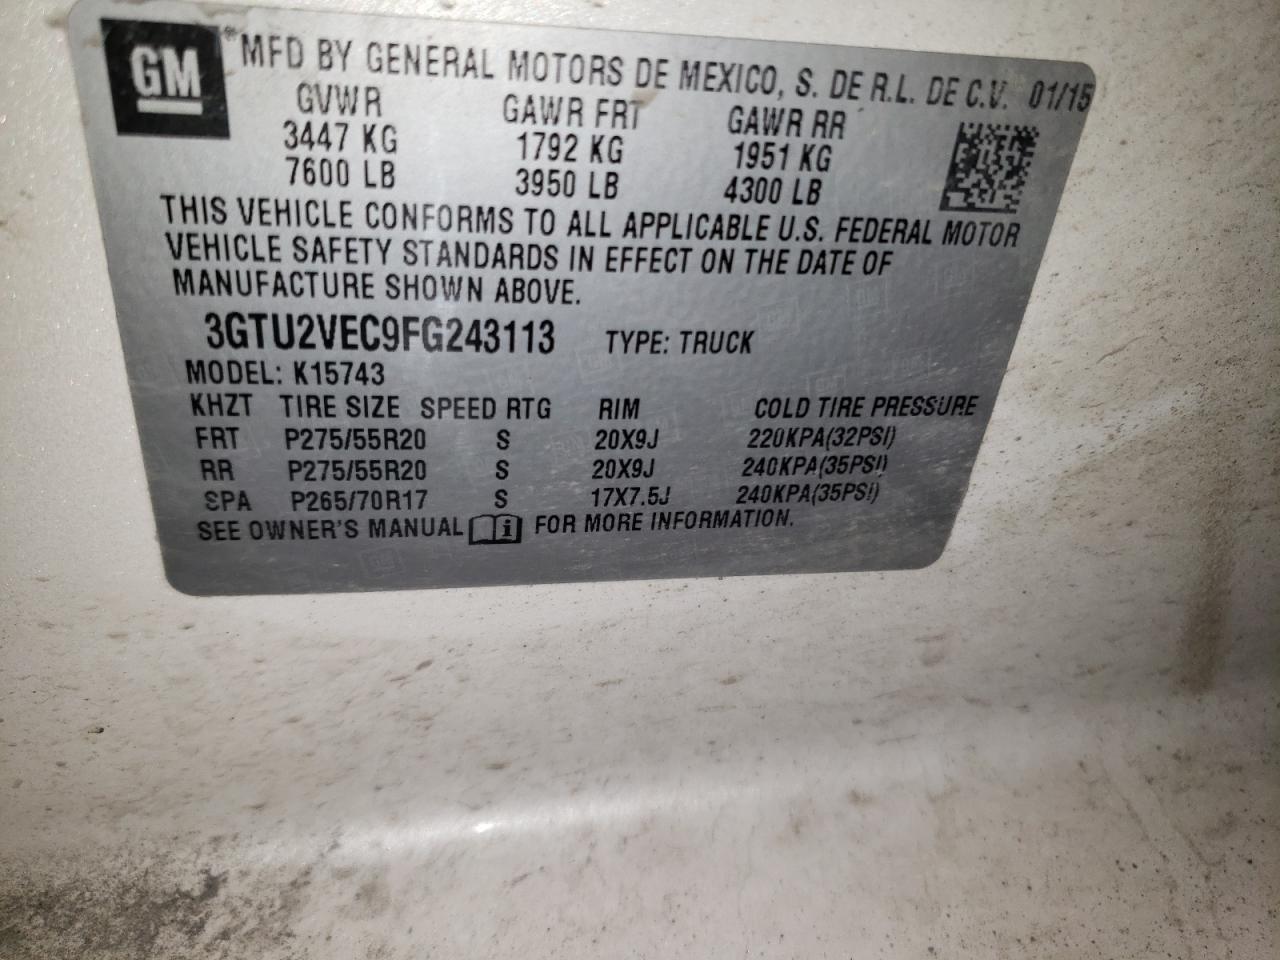 GM ® MFD BY GENERAL MOTORS DE MEXICO, S. DE R.L. DE C.V. 01/15
GVWR GAWR FRT GAWR RR
3447 KG 1792 KG 1951 KG
7600 LB 3950 LB 4300 LB
THIS VEHICLE CONFORMS TO ALL APPLICABLE U.S. FEDERAL MOTOR
VEHICLE SAFETY STANDARDS IN EFFECT ON THE DATE OF
MANUFACTURE SHOWN ABOVE.
3GTU2VEC9FG243113 TYPE: TRUCK
MODEL: K15743
KHZT TIRE SIZE SPEED RTG RIM COLD TIRE PRESSURE
FRT P275/55R20 S 20X9J 220KPA(32PSI)
RR P275/55R20 S 20X9J 240KPA(35PSI)
SPA P265/70R17 S 17X7.5J 240KPA(35PSI)
SEE OWNER'S MANUAL i FOR MORE INFORMATION.